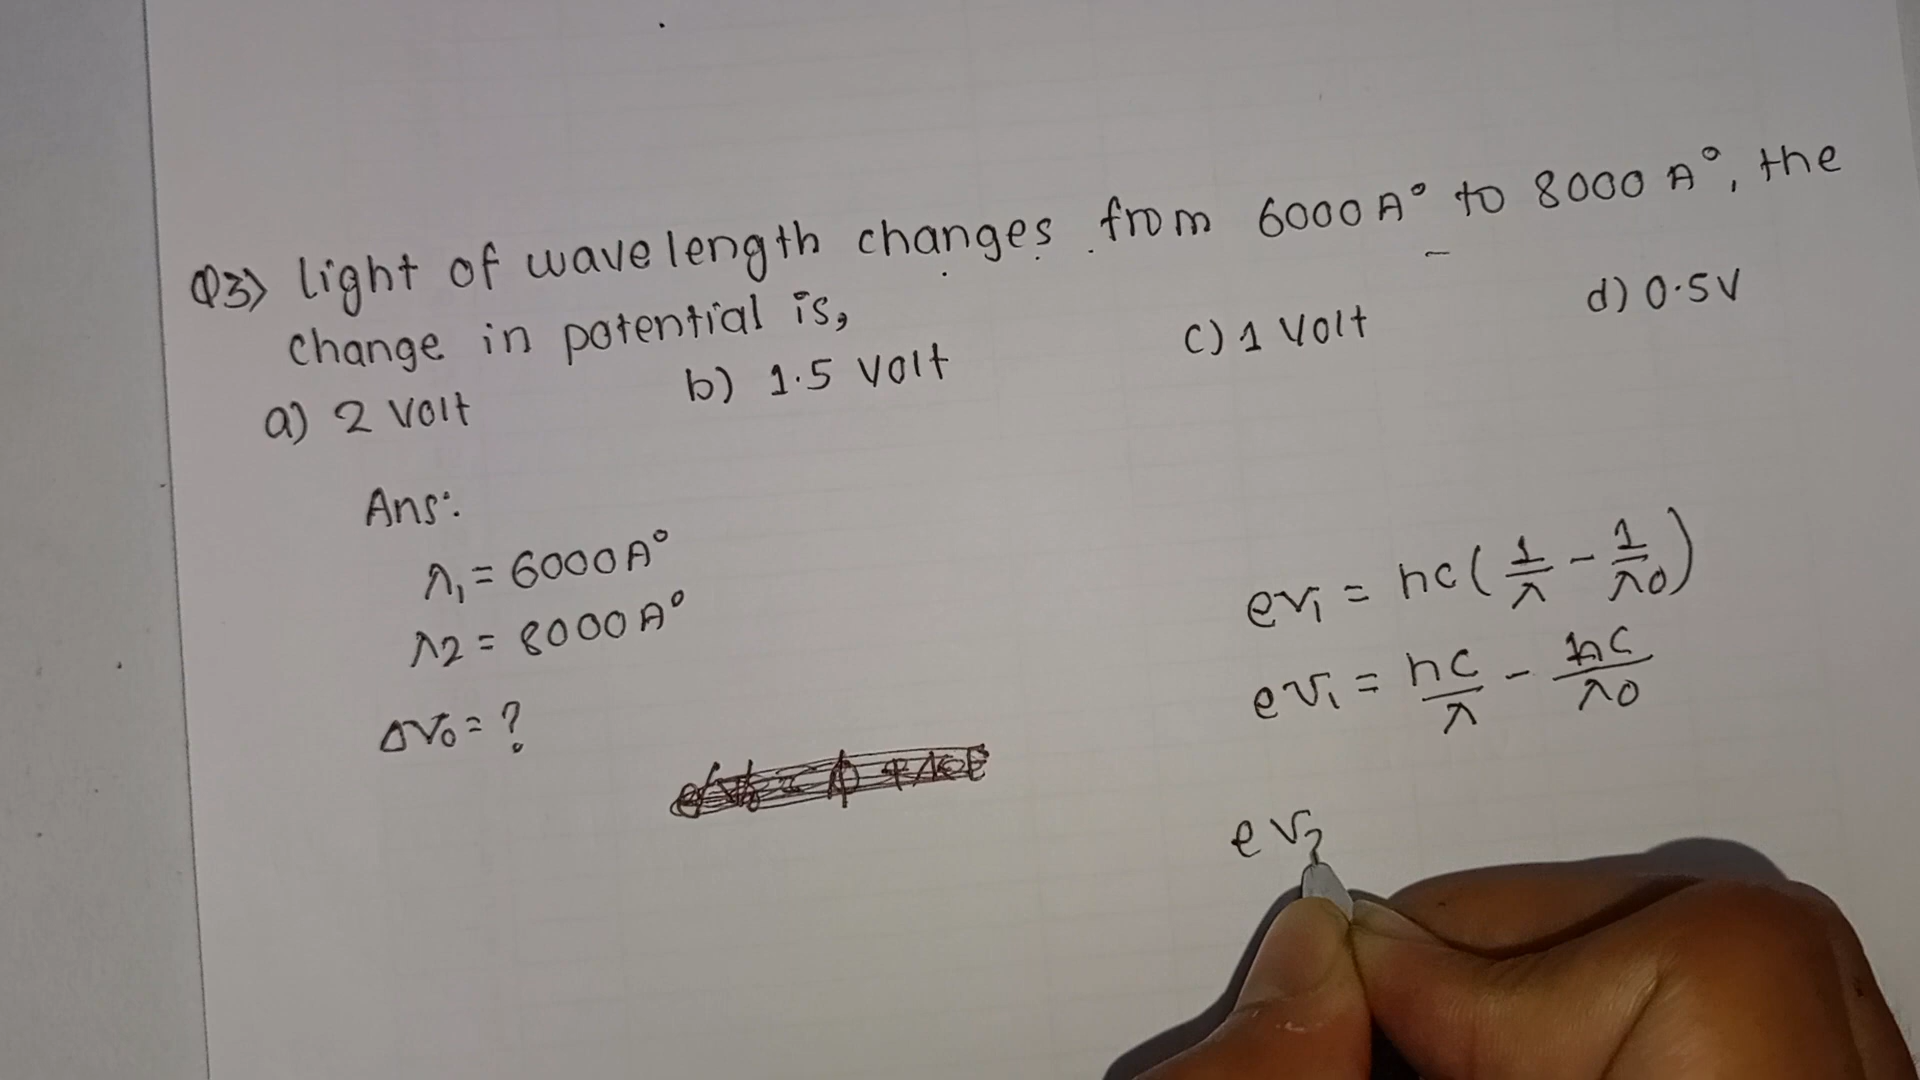 Q3> light of wavelength changes from 6000 A° to 8000 A°, the
change in potential is,
a) 2 Volt b) 1.5 Volt c) 1 Volt d) 0.5V
Ans:
λ₁ = 6000 A°
λ2 = 8000 A°
ΔV₀ = ?
eV₁ = hc(1/λ - 1/λ0)
eV₁ = hc/λ - hc/λ0
eV₂